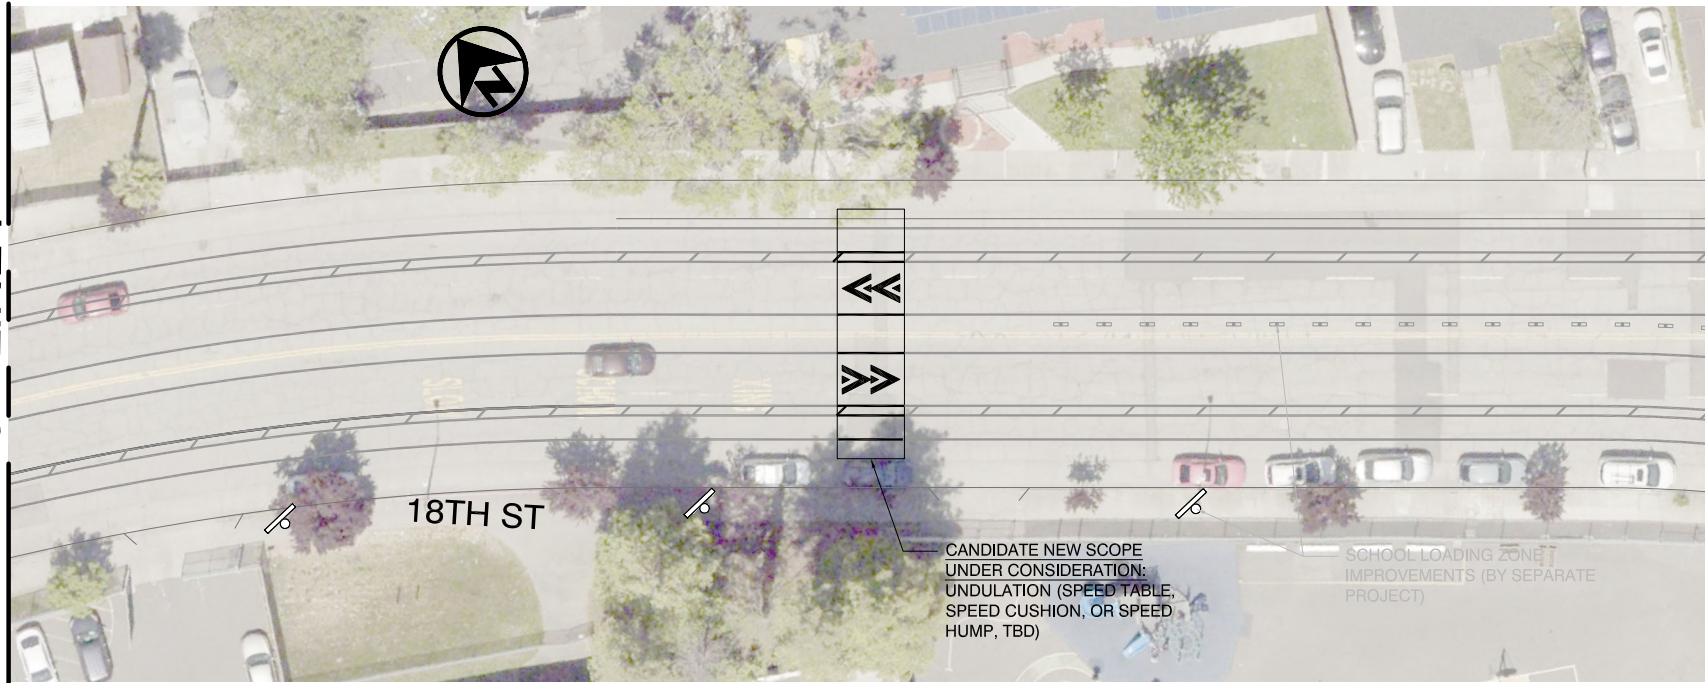 N
18TH ST
CANDIDATE NEW SCOPE
UNDER CONSIDERATION:
UNDULATION (SPEED TABLE,
SPEED CUSHION, OR SPEED
HUMP, TBD)
SCHOOL LOADING ZONE
IMPROVEMENTS (BY SEPARATE
PROJECT)